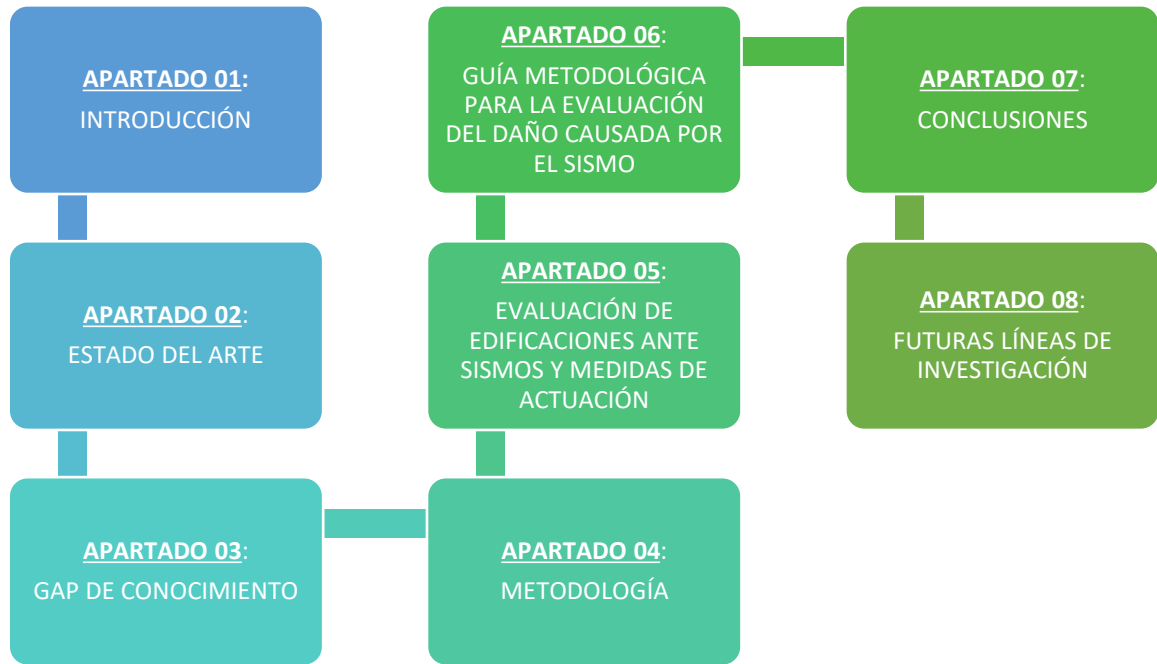 APARTADO 01:
INTRODUCCIÓN
APARTADO 02:
ESTADO DEL ARTE
APARTADO 03:
GAP DE CONOCIMIENTO
APARTADO 04:
METODOLOGÍA
APARTADO 05:
EVALUACIÓN DE
EDIFICACIONES ANTE
SISMOS Y MEDIDAS DE
ACTUACIÓN
APARTADO 06:
GUÍA METODOLÓGICA
PARA LA EVALUACIÓN
DEL DAÑO CAUSADA POR
EL SISMO
APARTADO 07:
CONCLUSIONES
APARTADO 08:
FUTURAS LÍNEAS DE
INVESTIGACIÓN